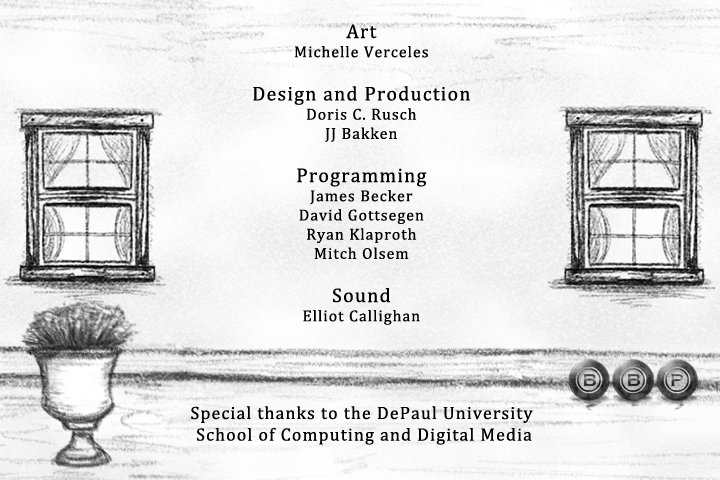 Art
Michelle Verceles
Design and Production
Doris C. Rusch
JJ Bakken
Programming
James Becker
David Gottsegen
Ryan Klaproth
Mitch Olsem
Sound
Elliot Callighan
B B P
Special thanks to the DePaul University
School of Computing and Digital Media